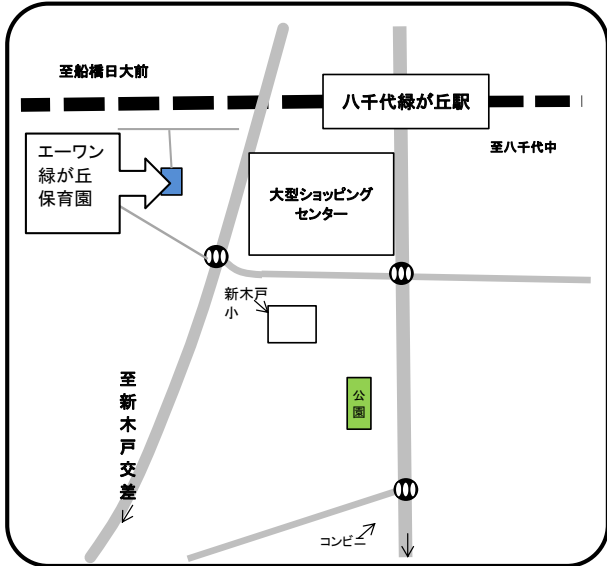 至船橋日大前
八千代緑が丘駅
至八千代中
エーワン
緑が丘
保育園
大型ショッピング
センター
新木戸
小
公
園
至
新
木
戸
交
差
コンビニ